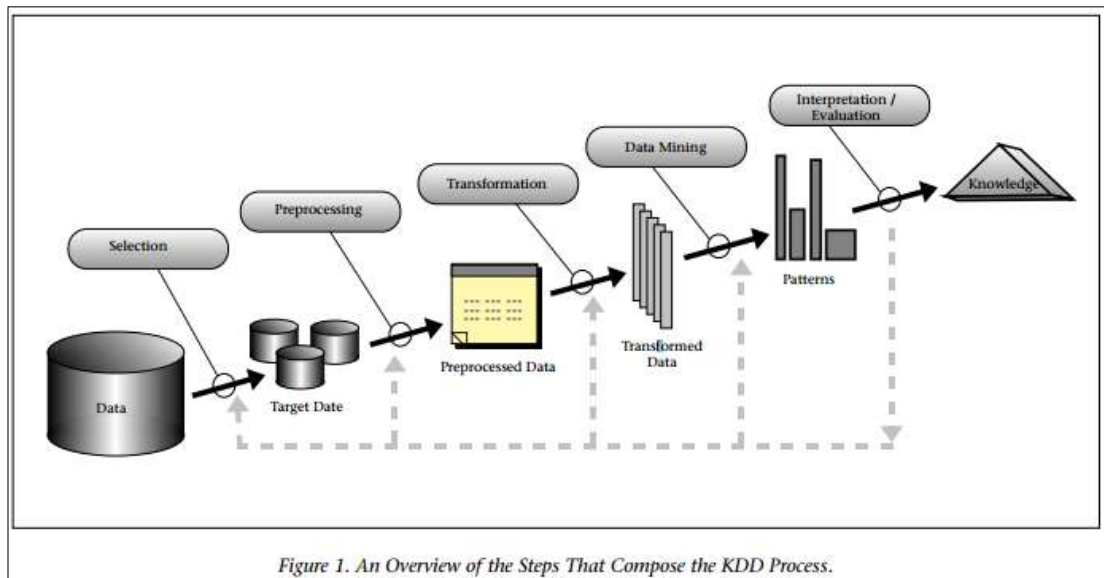 Interpretation /
Evaluation
Data Mining
Transformation
Preprocessing
Selection
Knowledge
Patterns
Transformed
Data
Preprocessed Data
Target Date
Data
Figure 1. An Overview of the Steps That Compose the KDD Process.